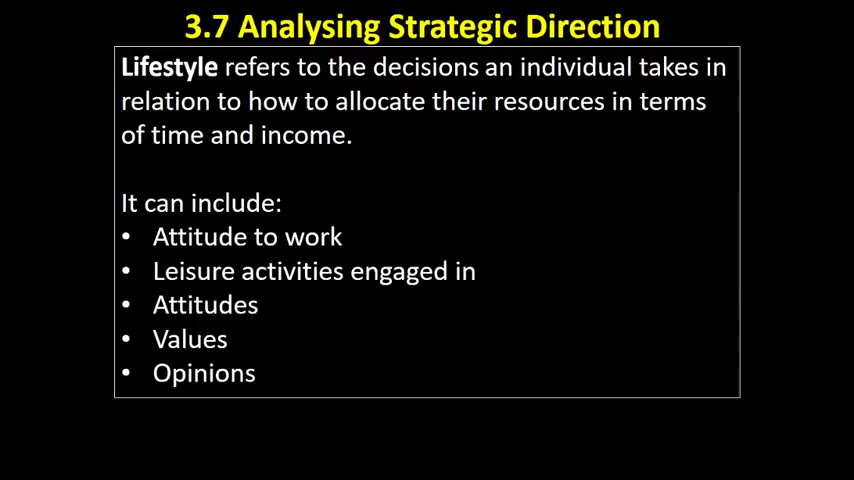 3.7 Analysing Strategic Direction
Lifestyle refers to the decisions an individual takes in
relation to how to allocate their resources in terms
of time and income.
It can include:
• Attitude to work
• Leisure activities engaged in
• Attitudes
• Values
• Opinions